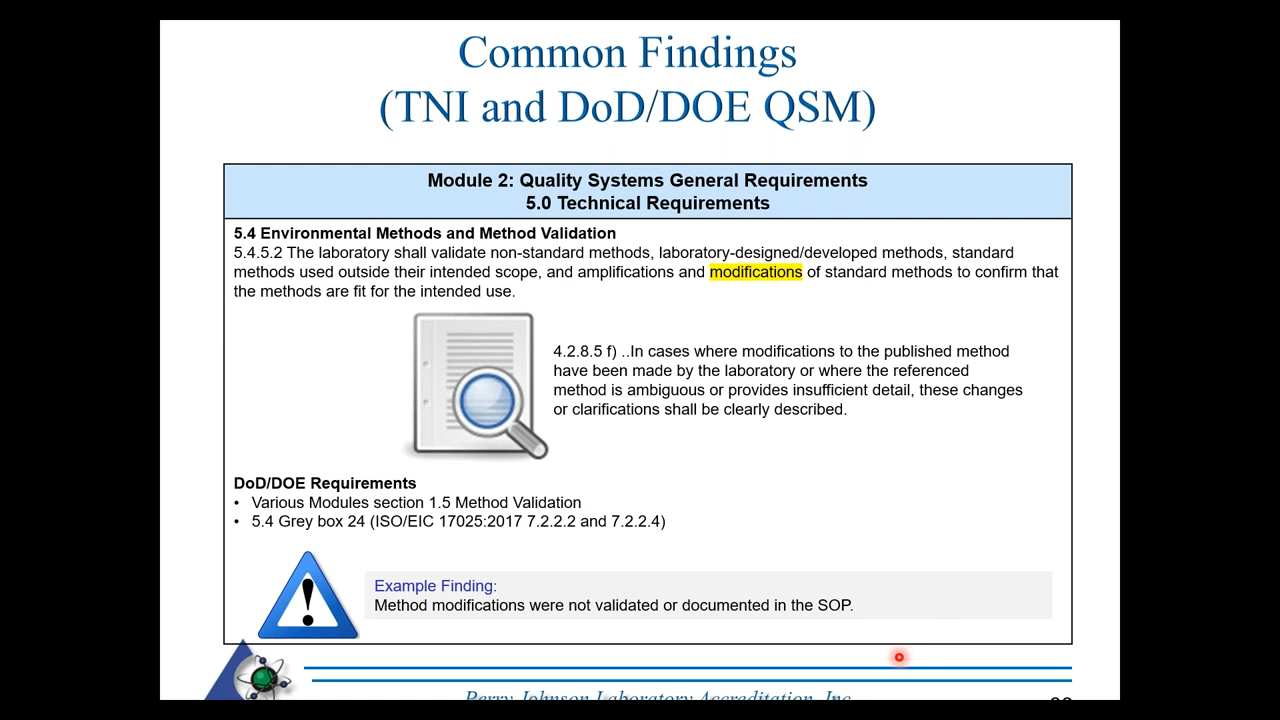 Common Findings
(TNI and DoD/DOE QSM)
Module 2: Quality Systems General Requirements
5.0 Technical Requirements
5.4 Environmental Methods and Method Validation
5.4.5.2 The laboratory shall validate non-standard methods, laboratory-designed/developed methods, standard
methods used outside their intended scope, and amplifications and modifications of standard methods to confirm that
the methods are fit for the intended use.
4.2.8.5 f) ..In cases where modifications to the published method
have been made by the laboratory or where the referenced
method is ambiguous or provides insufficient detail, these changes
or clarifications shall be clearly described.
DoD/DOE Requirements
• Various Modules section 1.5 Method Validation
• 5.4 Grey box 24 (ISO/EIC 17025:2017 7.2.2.2 and 7.2.2.4)
Example Finding:
Method modifications were not validated or documented in the SOP.
Perry Johnson Laboratory Accreditation, Inc